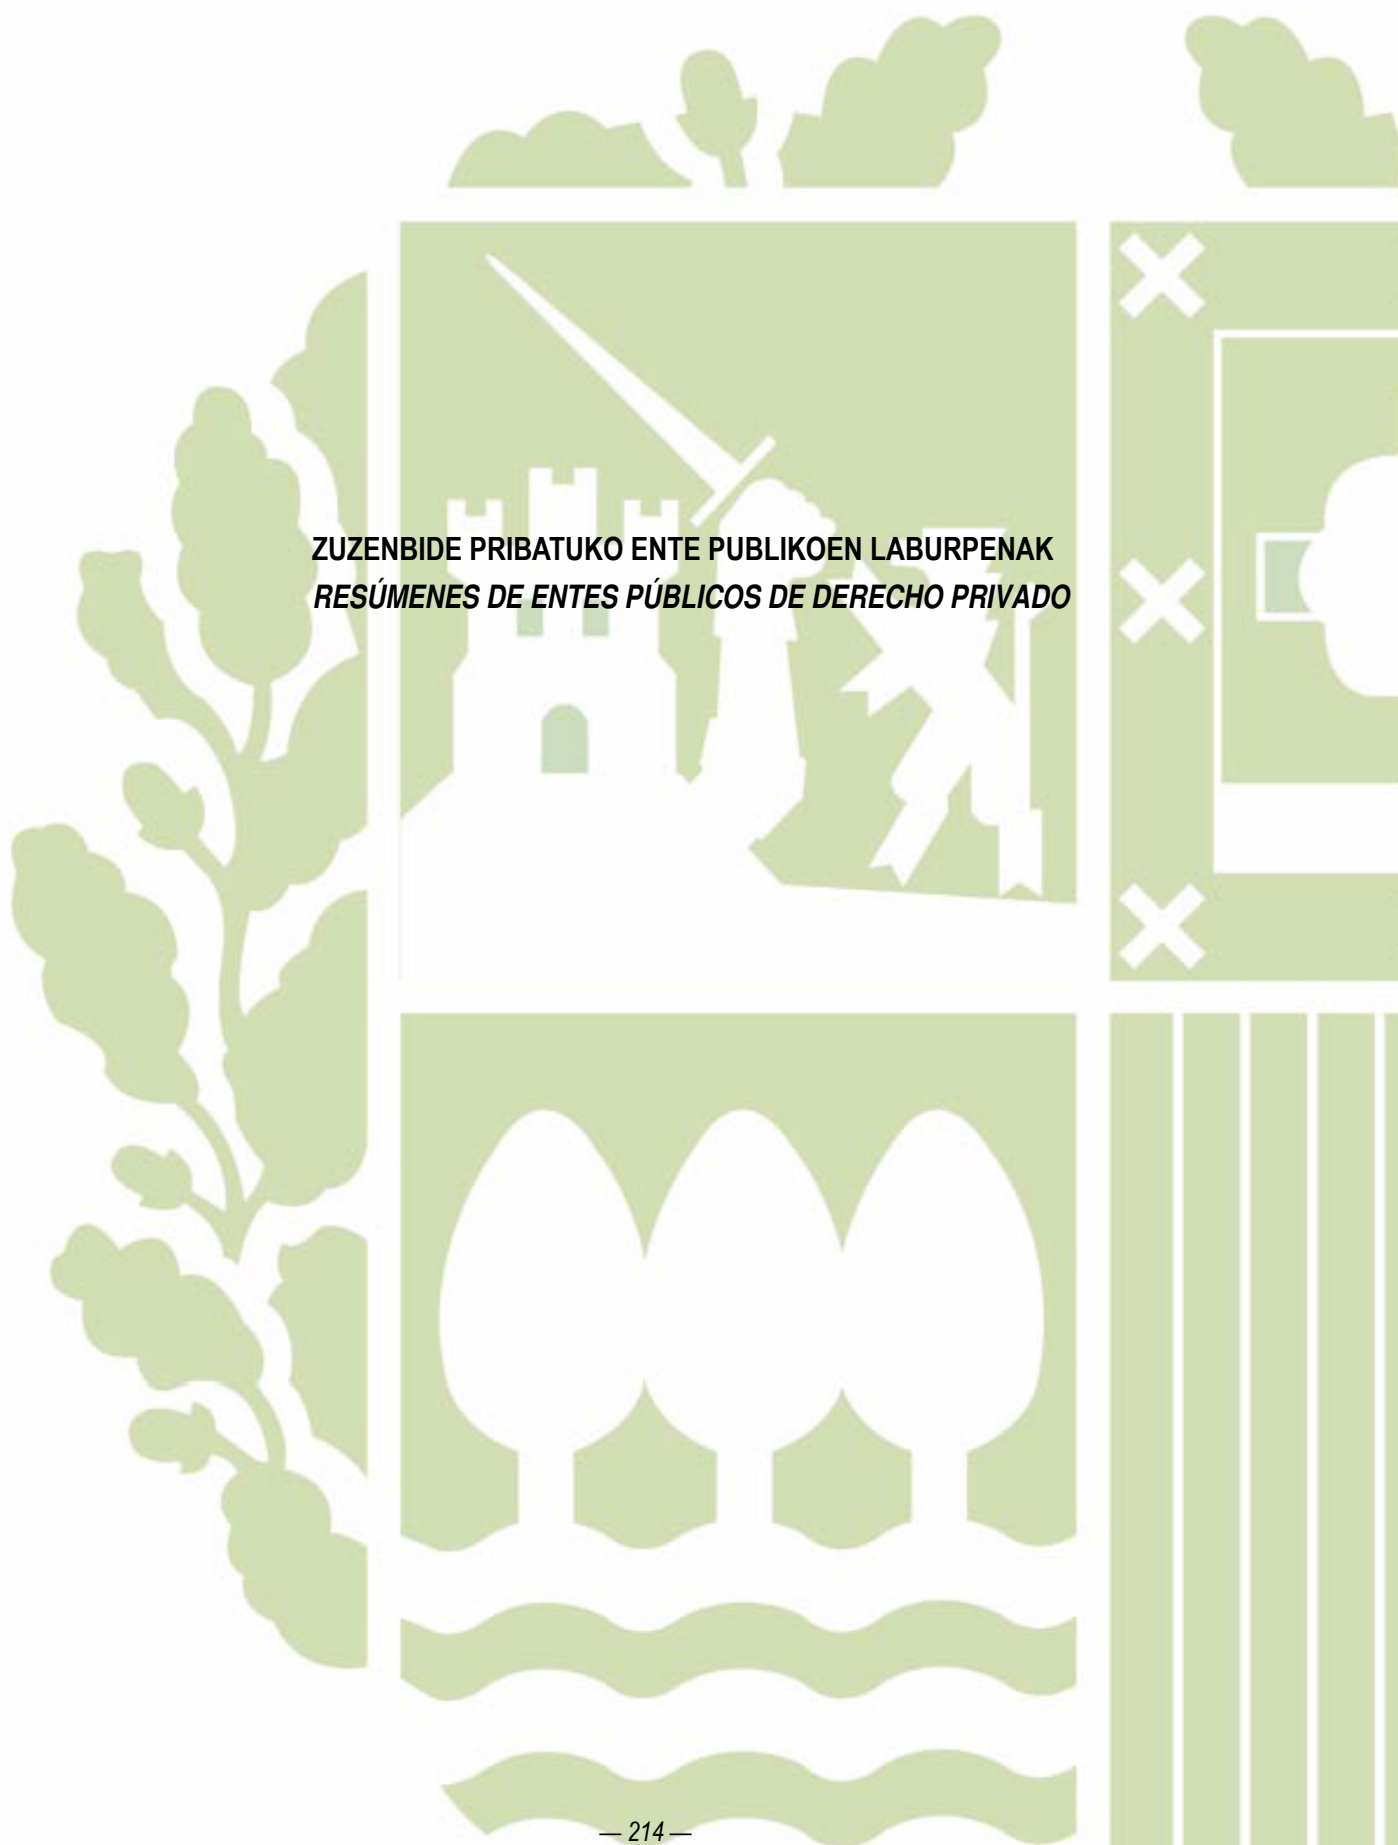 ZUZENBIDE PRIBATUKO ENTE PUBLIKOEN LABURPENAK
RESÚMENES DE ENTES PÚBLICOS DE DERECHO PRIVADO
— 214 —